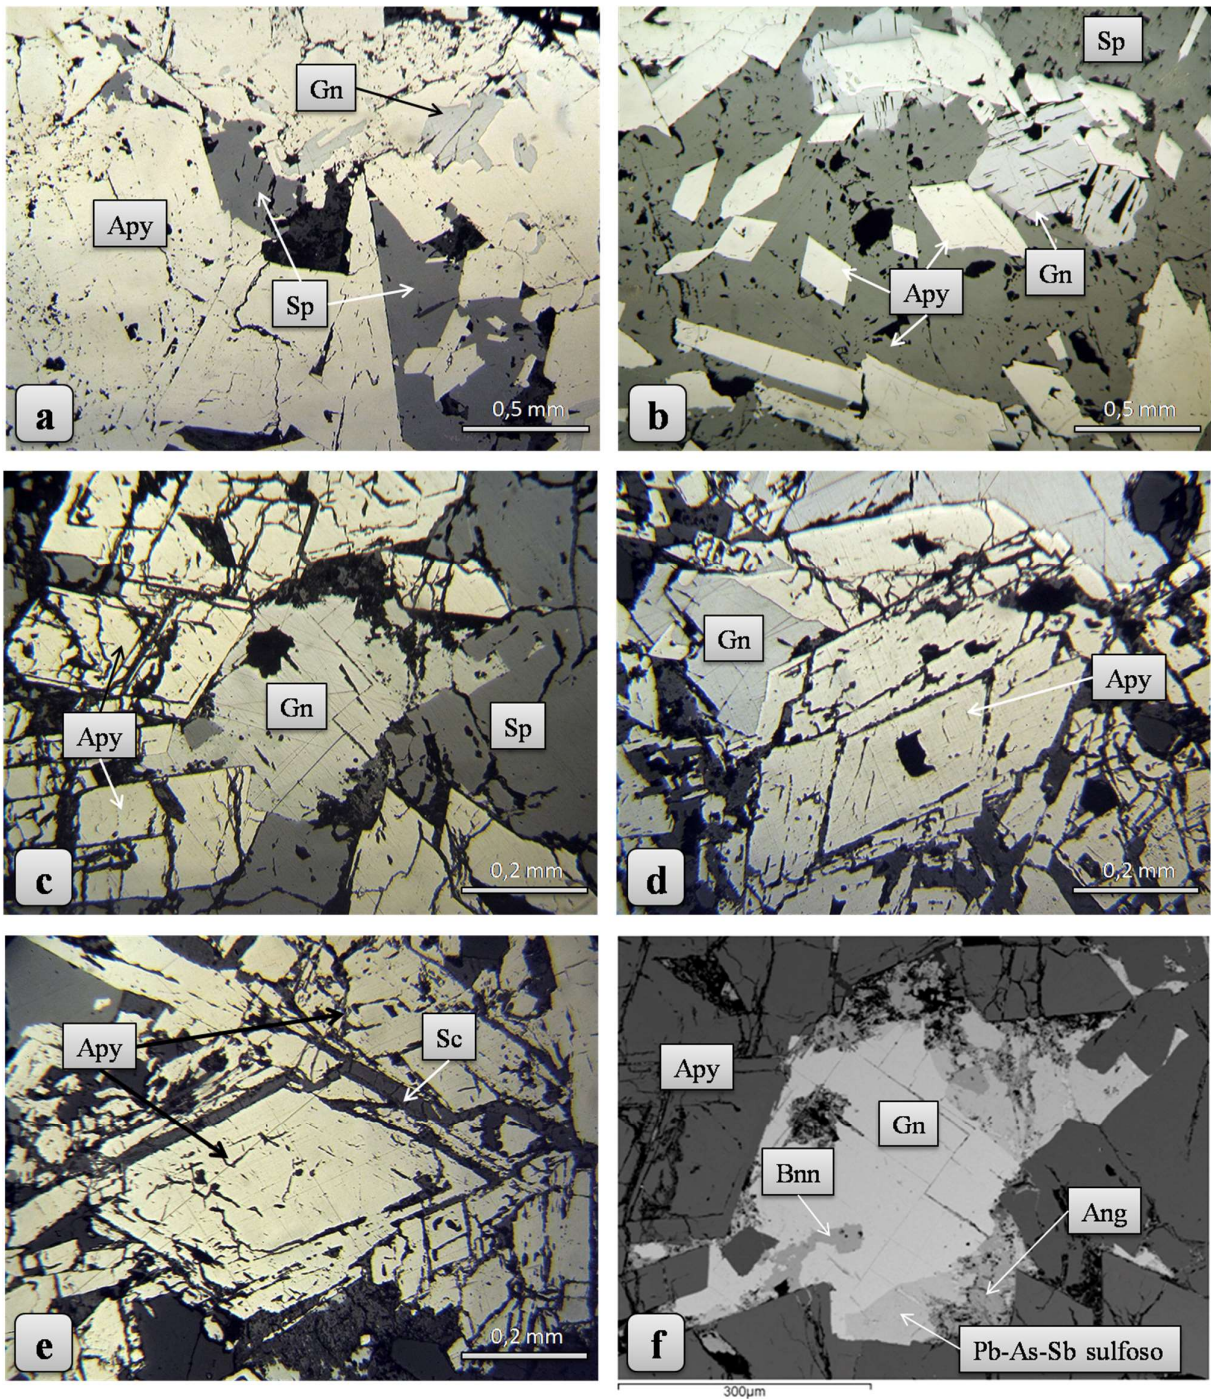 Gn
Apy
Sp
a
0,5 mm
Sp
Gn
Apy
b
0,5 mm
Gn
Apy
Sp
c
0,2 mm
Gn
Apy
d
0,2 mm
Apy
Sc
e
0,2 mm
Apy
Gn
Bnn
Ang
Pb-As-Sb sulfoso
f
300µm